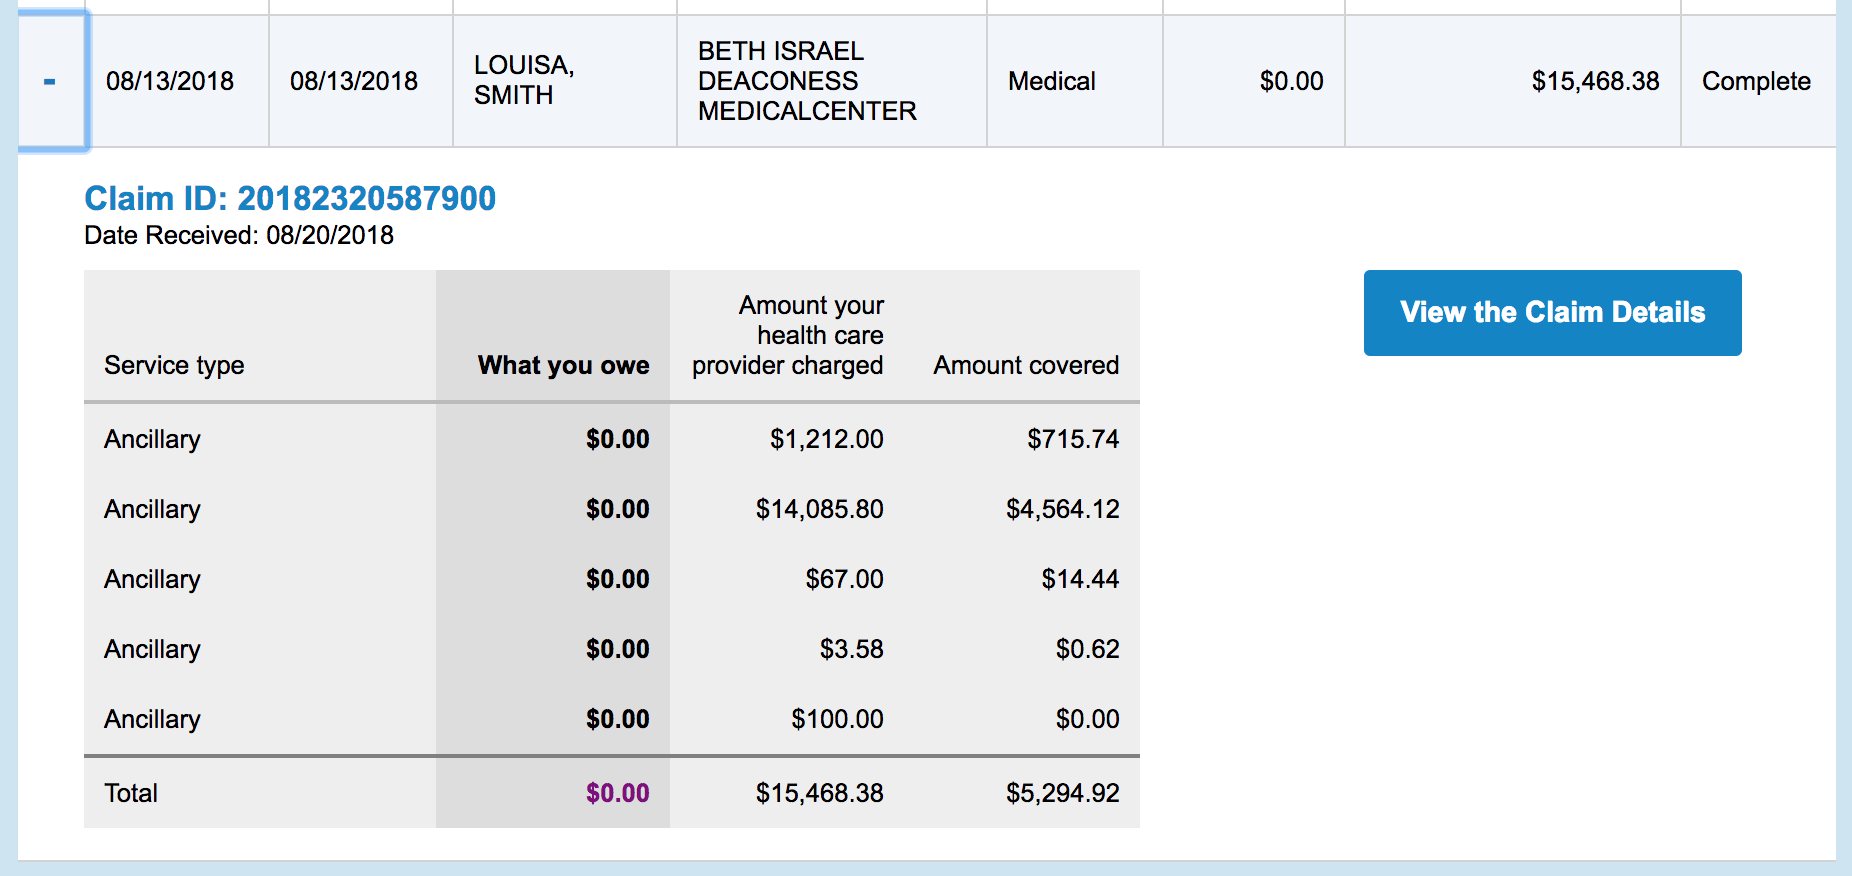 - 08/13/2018 08/13/2018 LOUISA, SMITH BETH ISRAEL DEACONESS MEDICALCENTER Medical $0.00 $15,468.38 Complete
Claim ID: 20182320587900
Date Received: 08/20/2018
View the Claim Details
Service type What you owe Amount your health care provider charged Amount covered
Ancillary $0.00 $1,212.00 $715.74
Ancillary $0.00 $14,085.80 $4,564.12
Ancillary $0.00 $67.00 $14.44
Ancillary $0.00 $3.58 $0.62
Ancillary $0.00 $100.00 $0.00
Total $0.00 $15,468.38 $5,294.92